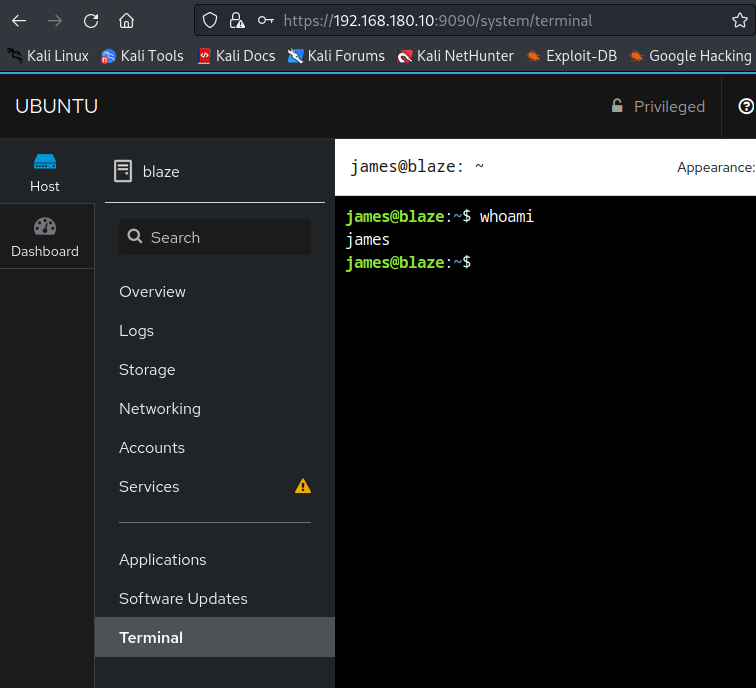 https://192.168.180.10:9090/system/terminal
Kali Linux Kali Tools Kali Docs Kali Forums Kali NetHunter Exploit-DB Google Hacking
UBUNTU Privileged
Host
Dashboard
blaze
Search
Overview
Logs
Storage
Networking
Accounts
Services
Applications
Software Updates
Terminal
james@blaze: ~ Appearance:
james@blaze:~$ whoami
james
james@blaze:~$